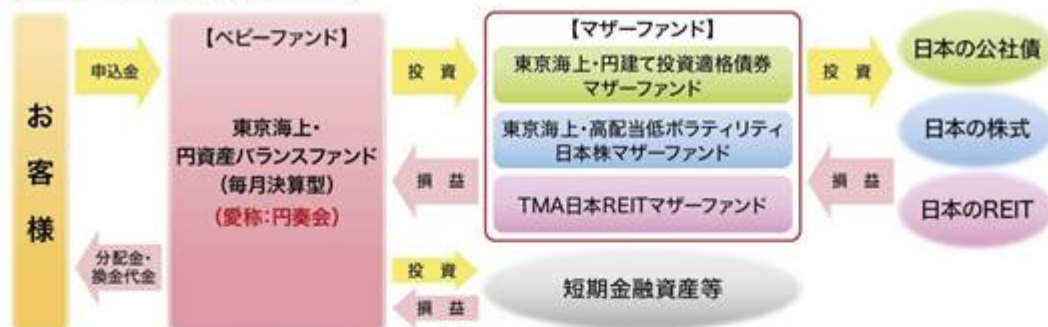 お客様
申込金
分配金・
換金代金
【ベビーファンド】
東京海上・
円資産バランスファンド
(毎月決算型)
(愛称:円奏会)
投資
損益
投資
損益
【マザーファンド】
東京海上・円建て投資適格債券
マザーファンド
東京海上・高配当低ボラティリティ
日本株マザーファンド
TMA日本REITマザーファンド
短期金融資産等
投資
損益
日本の公社債
日本の株式
日本のREIT